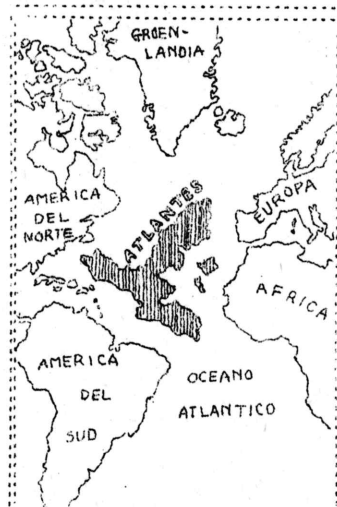 GROEN-
LANDIA
AMERICA
DEL
NORTE
ATLANTES
EUROPA
AFRICA
AMERICA
DEL
SUD
OCEANO
ATLANTICO